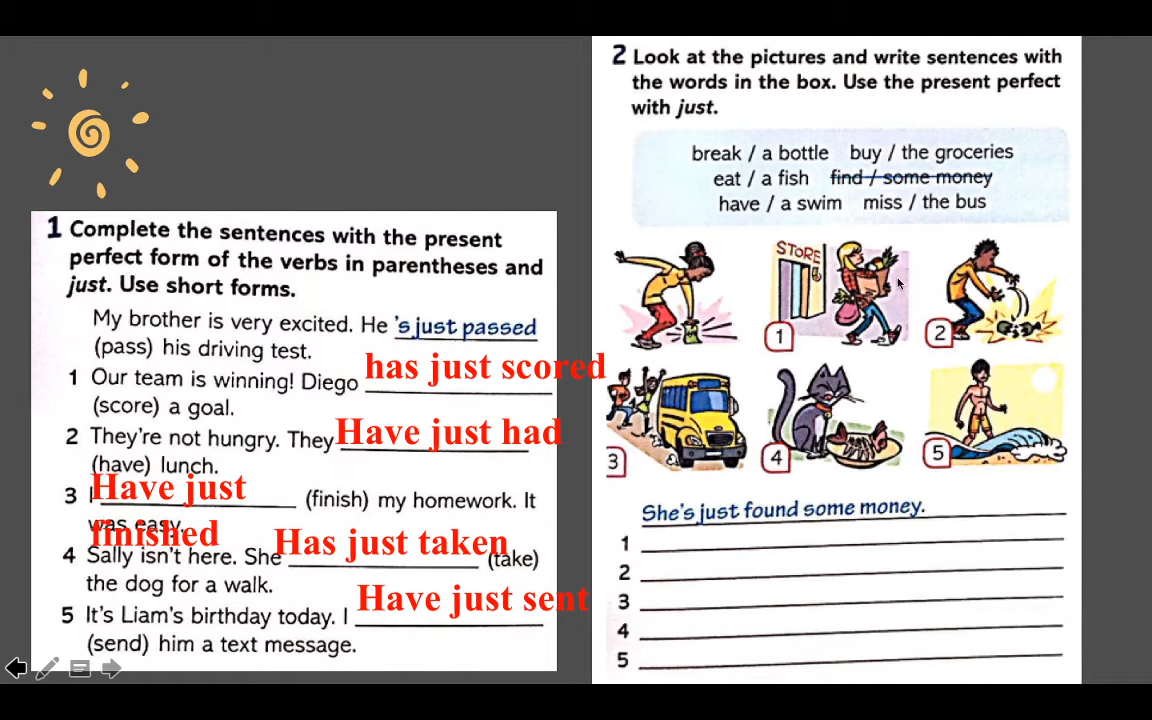 1 Complete the sentences with the present
perfect form of the verbs in parentheses and
just. Use short forms.
My brother is very excited. He 's just passed
(pass) his driving test.
has just scored
1 Our team is winning! Diego
(score) a goal.
Have just had
2 They're not hungry. They
(have) lunch.
Have just
3 I (finish) my homework. It
was easy.
finished
Has just taken
4 Sally isn't here. She (take)
the dog for a walk.
Have just sent
5 It's Liam's birthday today. I
(send) him a text message.
2 Look at the pictures and write sentences with
the words in the box. Use the present perfect
with just.
break / a bottle buy / the groceries
eat / a fish find / some money
have / a swim miss / the bus
STORE
1
2
3
4
5
She's just found some money.
1
2
3
4
5